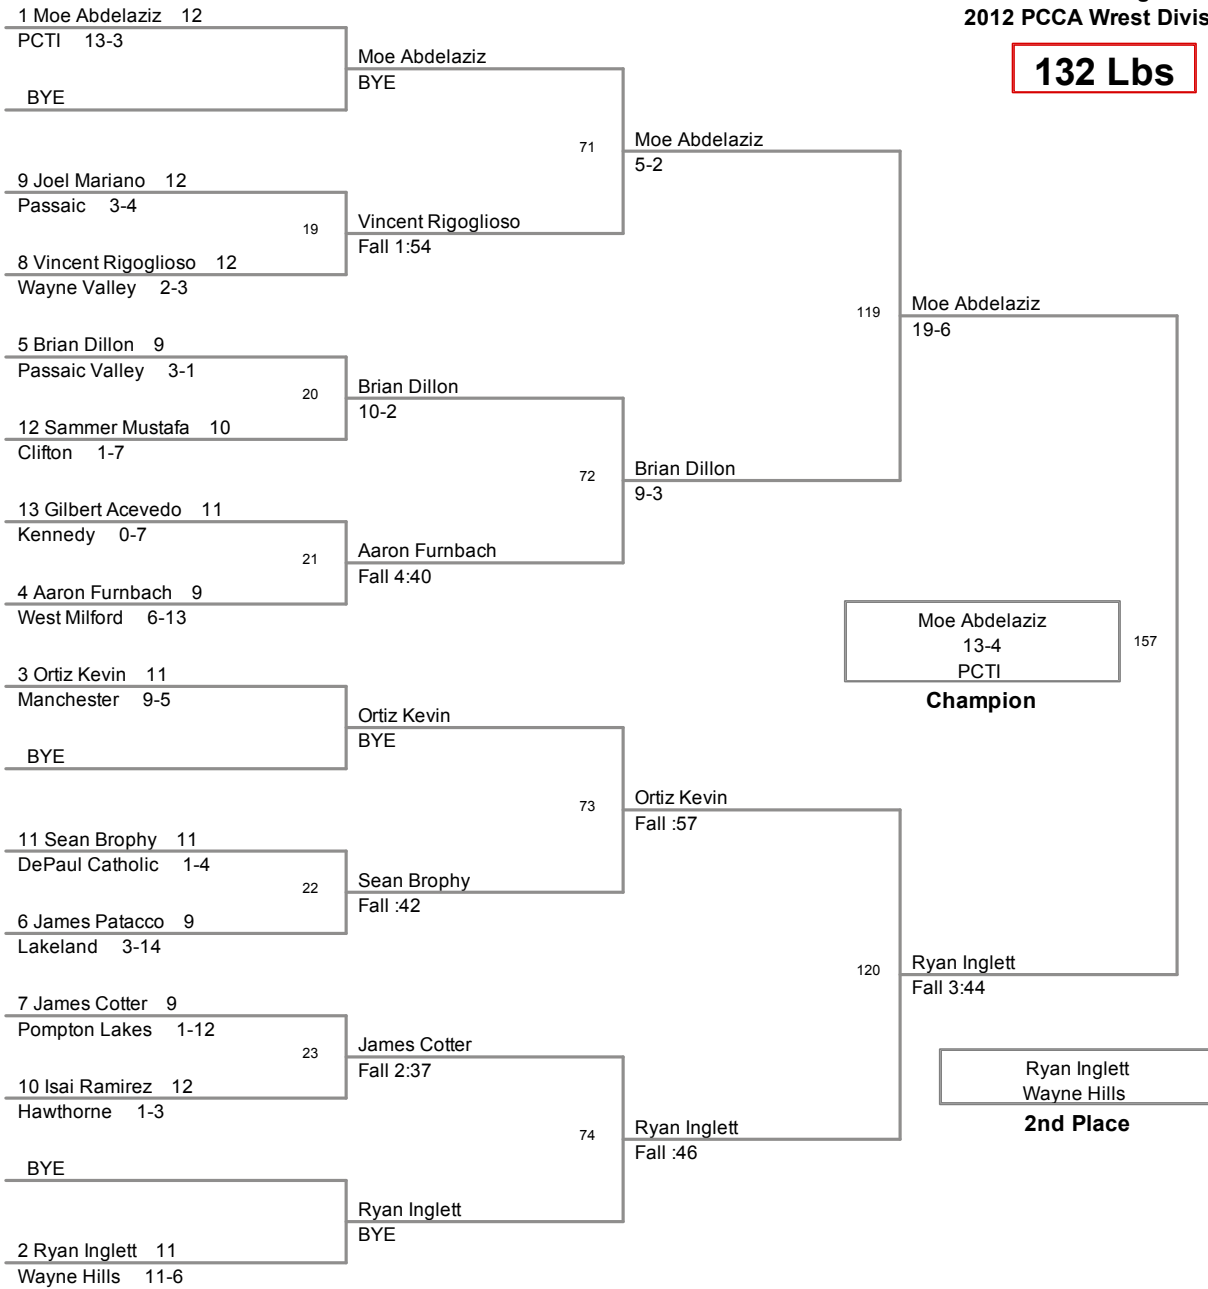 2012 PCCA Wrest Divis
132 Lbs
1 Moe Abdelaziz 12
PCTI 13-3
BYE
Moe Abdelaziz
BYE
9 Joel Mariano 12
Passaic 3-4
19
8 Vincent Rigoglioso 12
Wayne Valley 2-3
Vincent Rigoglioso
Fall 1:54
71
Moe Abdelaziz
5-2
5 Brian Dillon 9
Passaic Valley 3-1
20
12 Sammer Mustafa 10
Clifton 1-7
Brian Dillon
10-2
13 Gilbert Acevedo 11
Kennedy 0-7
21
4 Aaron Furnbach 9
West Milford 6-13
Aaron Furnbach
Fall 4:40
72
Brian Dillon
9-3
119
Moe Abdelaziz
19-6
3 Ortiz Kevin 11
Manchester 9-5
BYE
Ortiz Kevin
BYE
11 Sean Brophy 11
DePaul Catholic 1-4
22
6 James Patacco 9
Lakeland 3-14
Sean Brophy
Fall :42
73
Ortiz Kevin
Fall :57
7 James Cotter 9
Pompton Lakes 1-12
23
10 Isai Ramirez 12
Hawthorne 1-3
James Cotter
Fall 2:37
BYE
2 Ryan Inglett 11
Wayne Hills 11-6
Ryan Inglett
BYE
74
Ryan Inglett
Fall :46
120
Ryan Inglett
Fall 3:44
157
Moe Abdelaziz
13-4
PCTI
Champion
Ryan Inglett
Wayne Hills
2nd Place